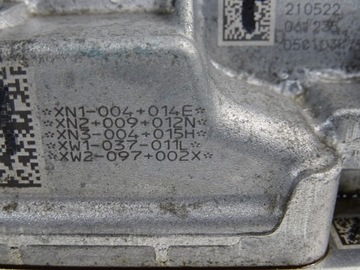 210522
*XN1-004+014E*
*XN2+009+012N*
*XN3-004+015H*
*XW1-037-011L*
*XW2-097+002X*